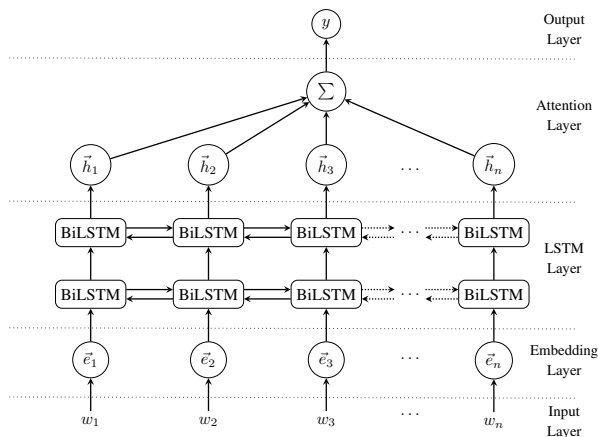 y
Output
Layer
∑
Attention
Layer
h⃗1 h⃗2 h⃗3 ... h⃗n
BiLSTM BiLSTM BiLSTM ... BiLSTM
LSTM
Layer
BiLSTM BiLSTM BiLSTM ... BiLSTM
e⃗1 e⃗2 e⃗3 ... e⃗n
Embedding
Layer
w1 w2 w3 ... wn
Input
Layer